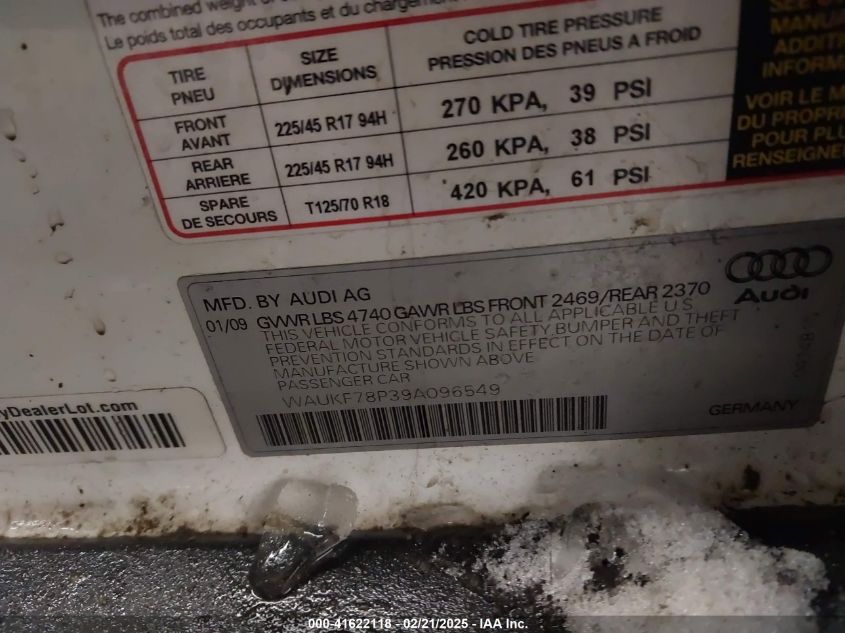 The combined weight of
Le poids total des occupants et du chargement
TIRE
PNEU
SIZE
DIMENSIONS
COLD TIRE PRESSURE
PRESSION DES PNEUS A FROID
FRONT
AVANT
225/45 R17 94H
270 KPA, 39 PSI
REAR
ARRIERE
225/45 R17 94H
260 KPA, 38 PSI
SPARE
DE SECOURS
T125/70 R18
420 KPA, 61 PSI
MANUA
ADDITI
INFORM
VOIR LE M
DU PROPRI
POUR PLU
RENSEIGNE
MFD. BY AUDI AG
01/09 GVWR LBS 4740 GAWR LBS FRONT 2469/REAR 2370
THIS VEHICLE CONFORMS TO ALL APPLICABLE U.S.
FEDERAL MOTOR VEHICLE SAFETY, BUMPER AND THEFT
PREVENTION STANDARDS IN EFFECT ON THE DATE OF
MANUFACTURE SHOWN ABOVE
PASSENGER CAR
WAUKF78P39A096549
Audi
GERMANY
yDealerLot.com
000-41622118 - 02/21/2025 - IAA Inc.